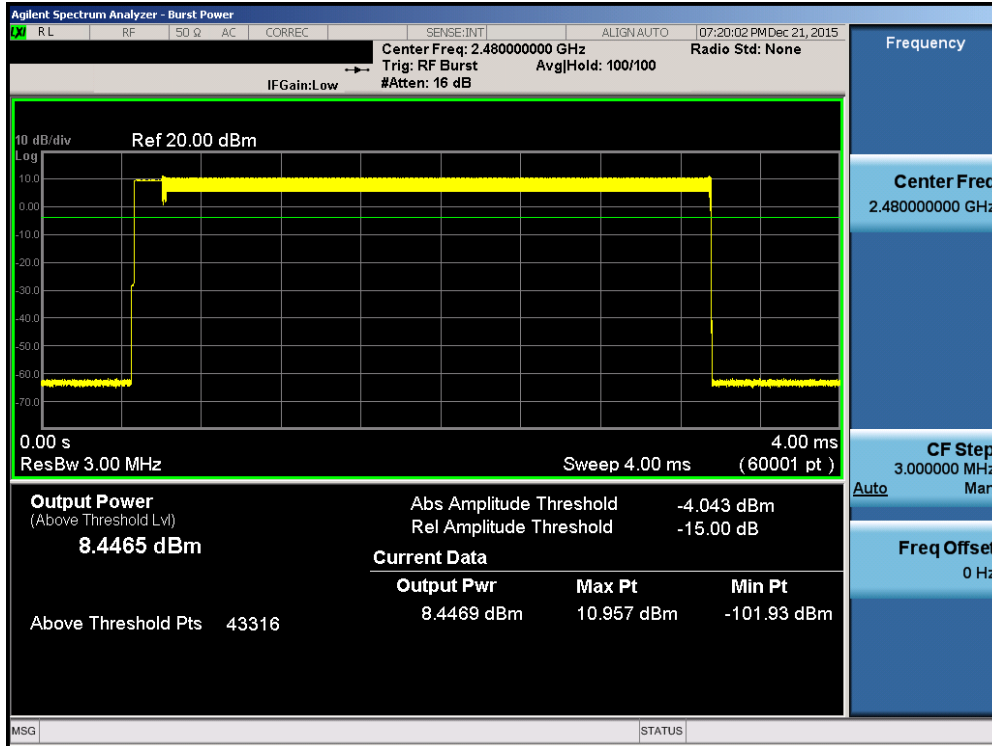 Agilent Spectrum Analyzer - Burst Power
LXI RL RF 50 Ω AC CORREC SENSE:INT ALIGN AUTO 07:20:02 PM Dec 21, 2015
Center Freq: 2.480000000 GHz Radio Std: None
Trig: RF Burst Avg|Hold: 100/100
IFGain:Low #Atten: 16 dB
Frequency
10 dB/div Ref 20.00 dBm
Log
10.0
0.00
-10.0
-20.0
-30.0
-40.0
-50.0
-60.0
-70.0
Center Freq
2.480000000 GHz
0.00 s 4.00 ms
ResBw 3.00 MHz Sweep 4.00 ms (60001 pt)
CF Step
3.000000 MHz
Auto Man
Output Power
(Above Threshold Lvl)
8.4465 dBm
Abs Amplitude Threshold -4.043 dBm
Rel Amplitude Threshold -15.00 dB
Current Data
Output Pwr Max Pt Min Pt
8.4469 dBm 10.957 dBm -101.93 dBm
Above Threshold Pts 43316
Freq Offset
0 Hz
MSG STATUS